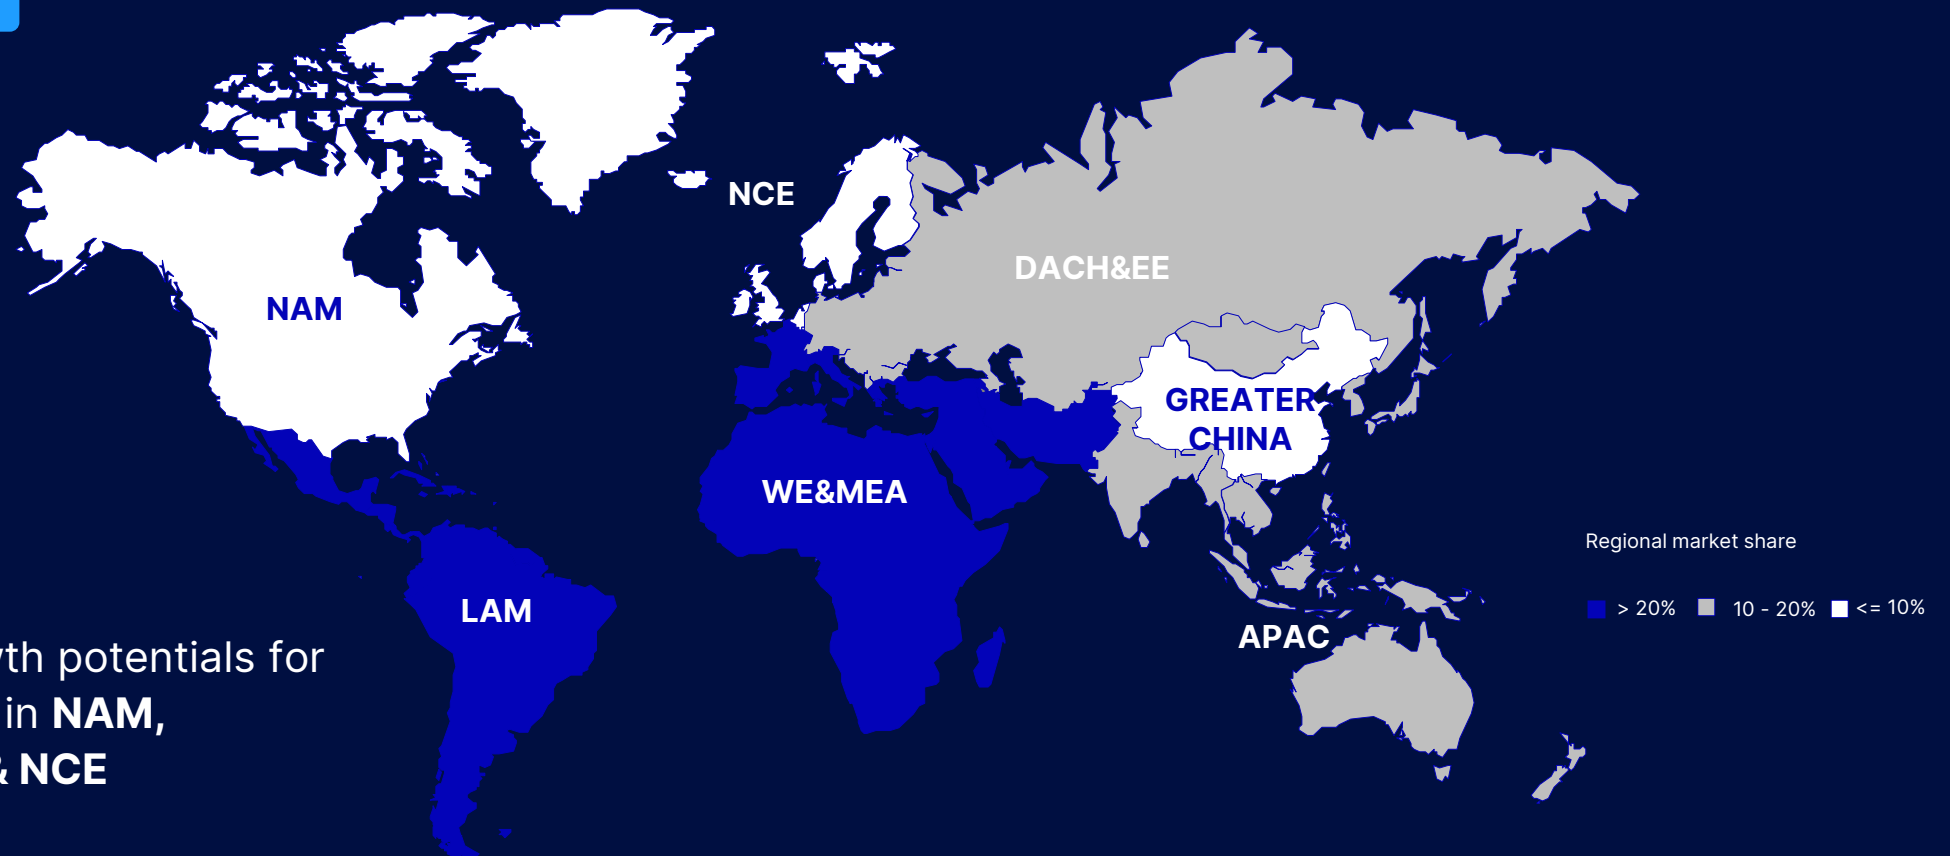 NCE
DACH&EE
NAM
GREATER
CHINA
WE&MEA
Regional market share
> 20%
10 - 20%
<= 10%
LAM
APAC
potentials for
in NAM,
& NCE